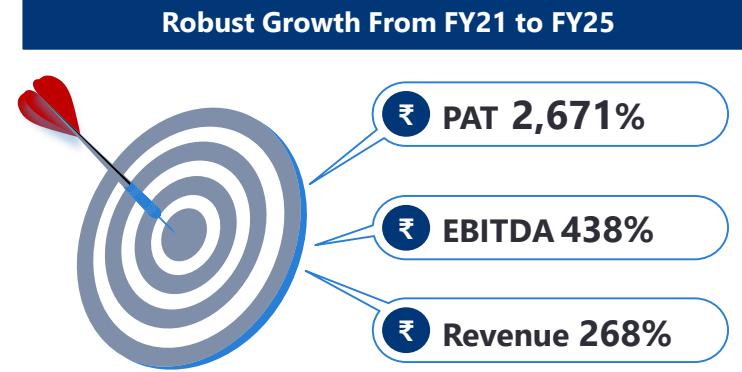 Robust Growth From FY21 to FY25
₹ PAT 2,671%
₹ EBITDA 438%
₹ Revenue 268%